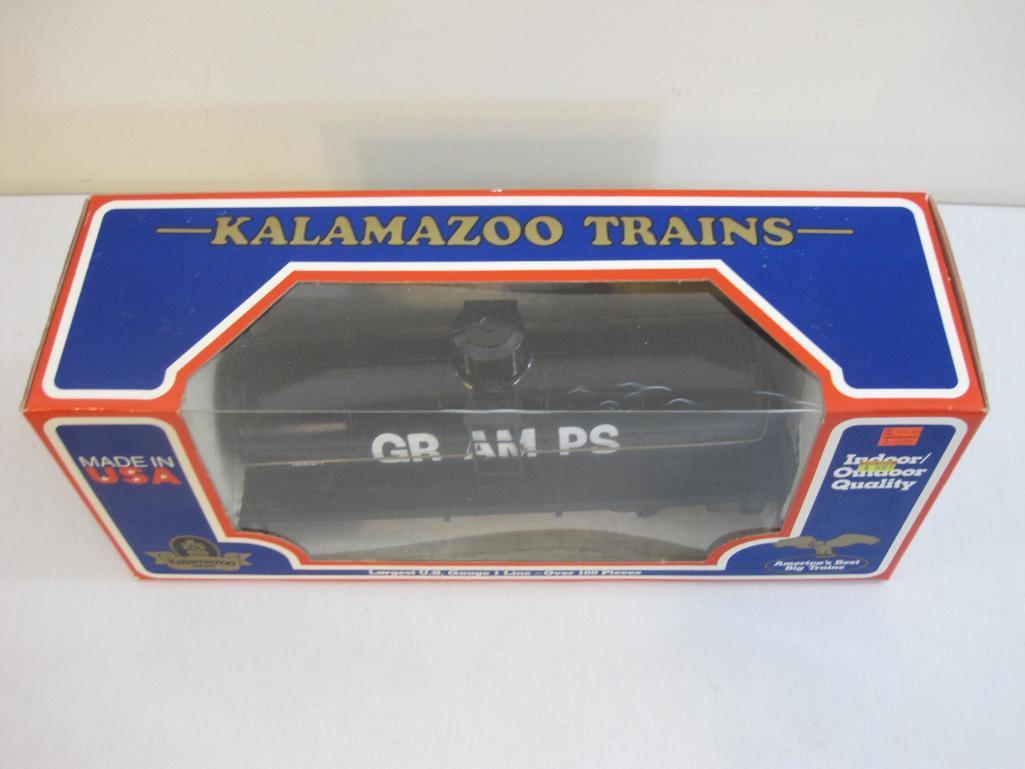 KALAMAZOO TRAINS
GR AM PS
MADE IN
USA
Indoor/
Outdoor
Quality
Kalamazoo
America's Best
Big Trains
Largest U.S. Gauge 1 Line – Over 100 Pieces